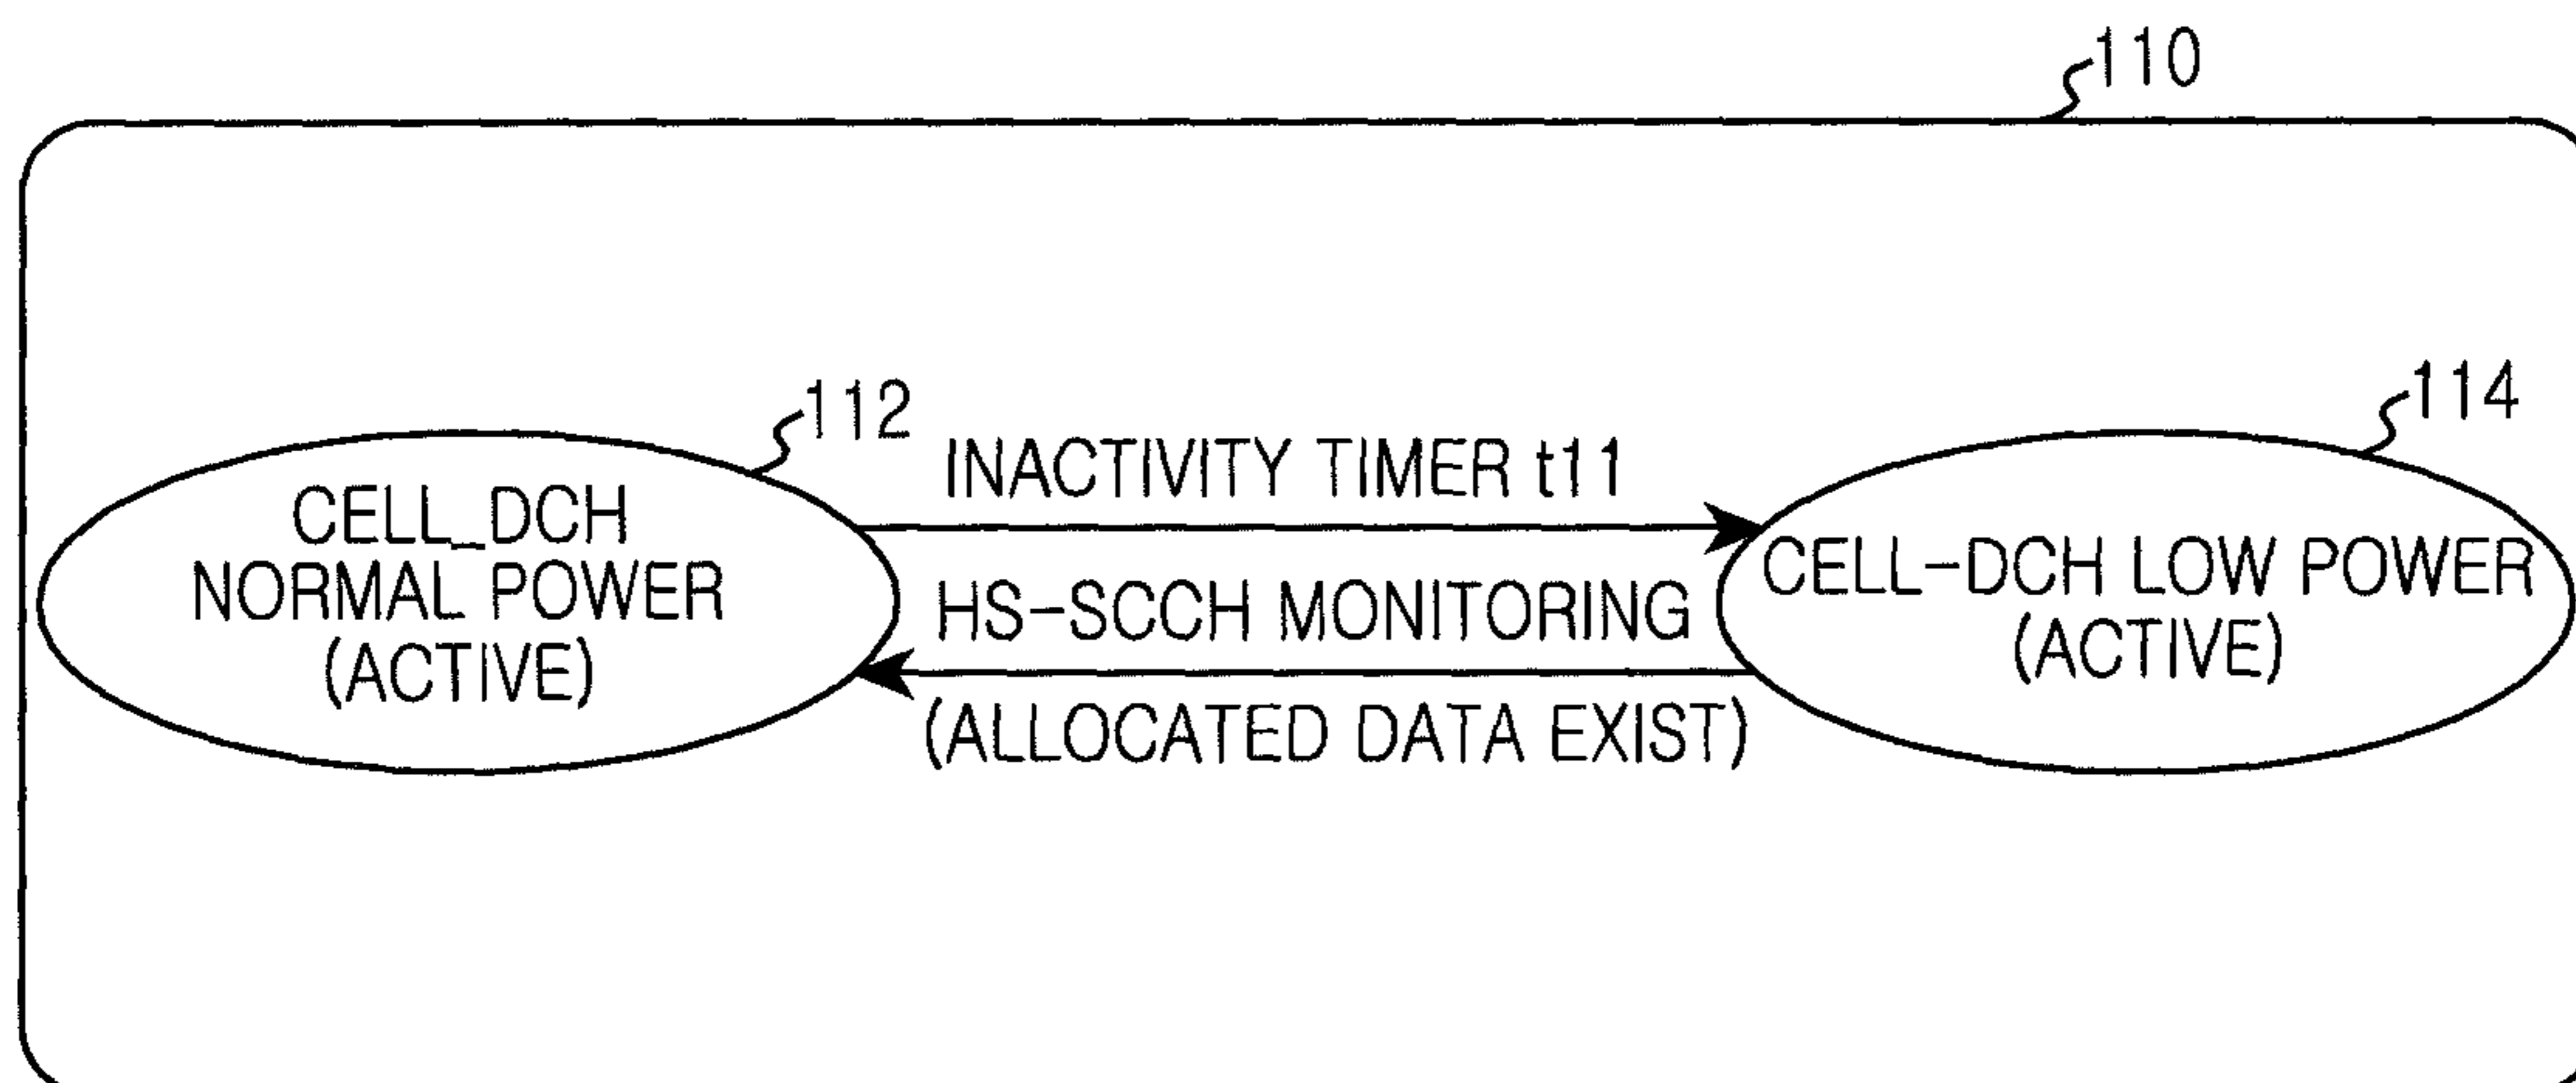 110
112
CELL_DCH
NORMAL POWER
(ACTIVE)
INACTIVITY TIMER t11
HS-SCCH MONITORING
(ALLOCATED DATA EXIST)
114
CELL-DCH LOW POWER
(ACTIVE)